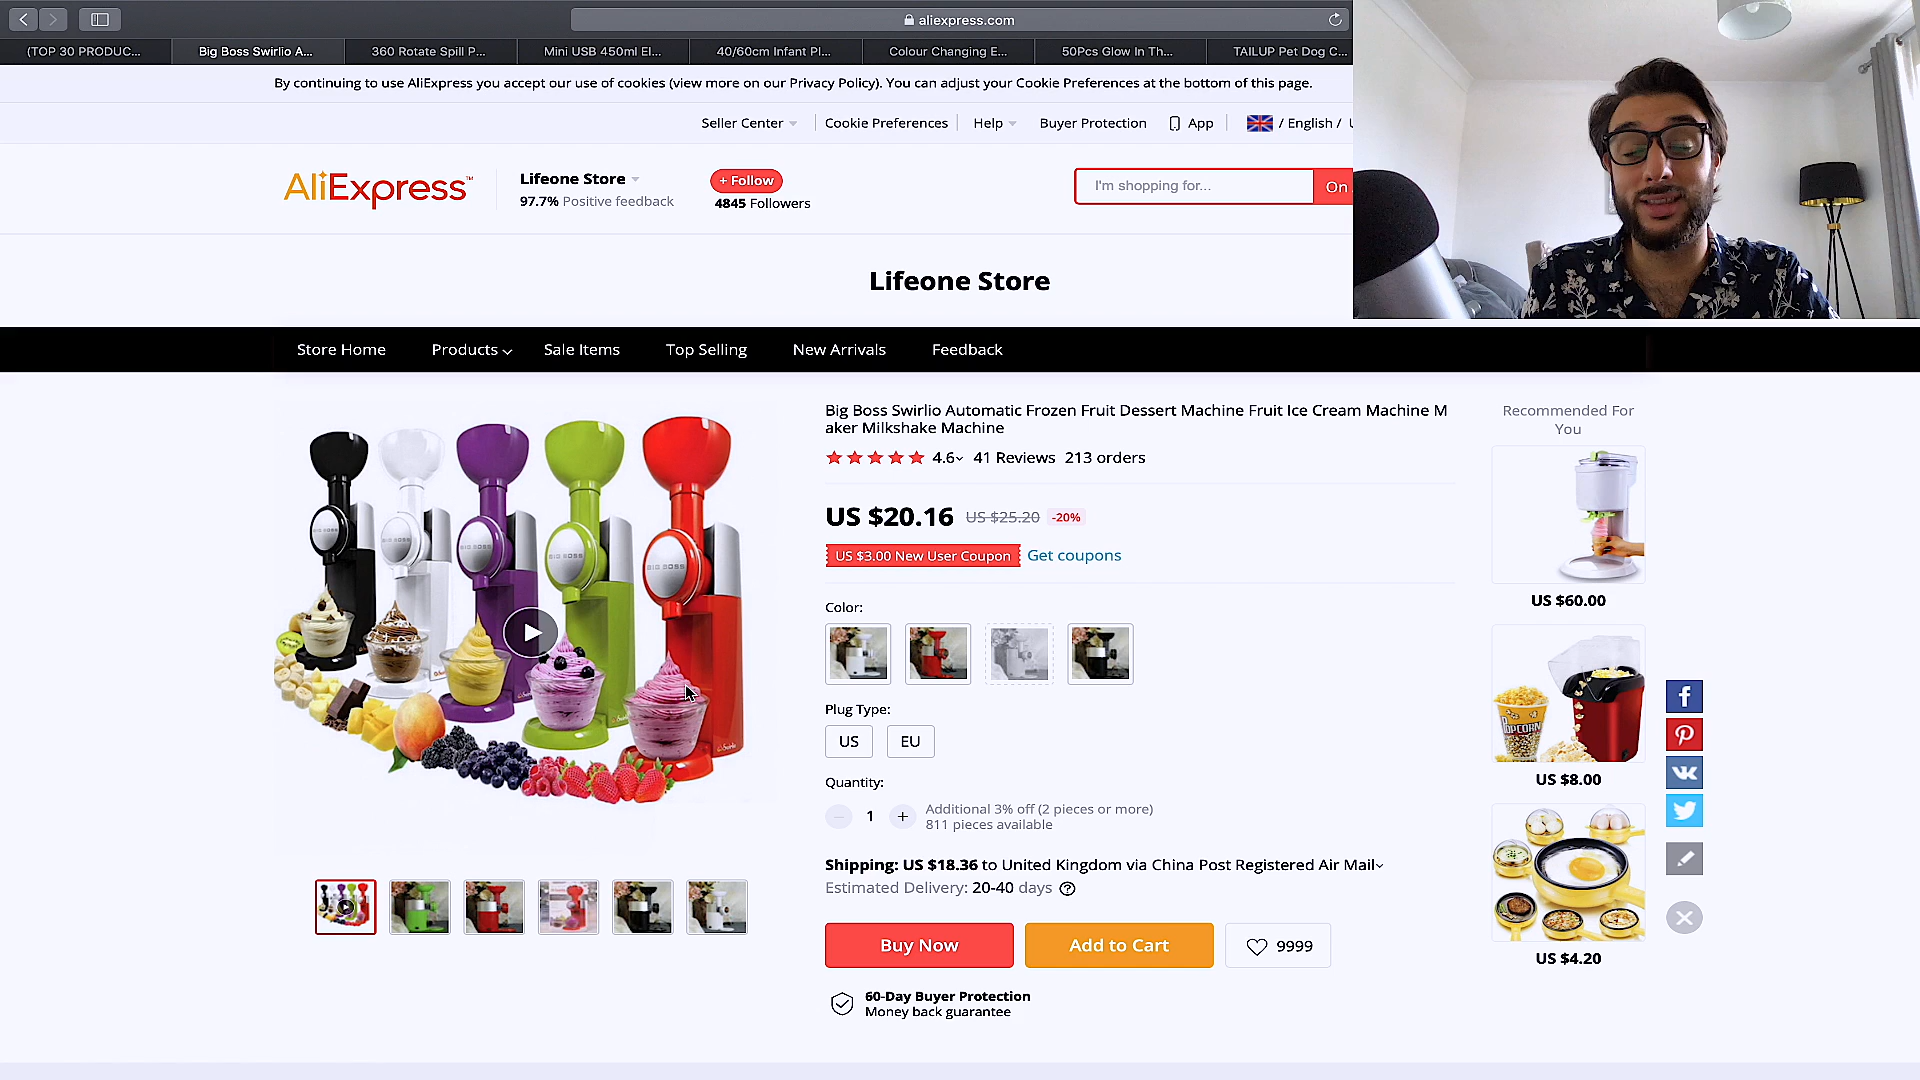 aliexpress.com
(TOP 30 PRODUC...
Big Boss Swirlio A...
360 Rotate Spill P...
Mini USB 450ml El...
40/60cm Infant Pl...
Colour Changing E...
50Pcs Glow In Th...
TAILUP Pet Dog C...
By continuing to use AliExpress you accept our use of cookies (view more on our Privacy Policy). You can adjust your Cookie Preferences at the bottom of this page.
Seller Center
Cookie Preferences
Help
Buyer Protection
App
/ English /
AliExpress™
Lifeone Store
97.7% Positive feedback
+ Follow
4845 Followers
I'm shopping for...
On
Lifeone Store
Store Home
Products
Sale Items
Top Selling
New Arrivals
Feedback
BIG BOSS
BIG BOSS
BIG BOSS
Big Boss Swirlio Automatic Frozen Fruit Dessert Machine Fruit Ice Cream Machine M
aker Milkshake Machine
4.6
41 Reviews
213 orders
US $20.16
US $25.20
-20%
US $3.00 New User Coupon
Get coupons
Color:
Plug Type:
US
EU
Quantity:
1
+
Additional 3% off (2 pieces or more)
811 pieces available
Shipping: US $18.36 to United Kingdom via China Post Registered Air Mail
Estimated Delivery: 20-40 days
Buy Now
Add to Cart
9999
60-Day Buyer Protection
Money back guarantee
Recommended For
You
US $60.00
POPCORN
US $8.00
US $4.20